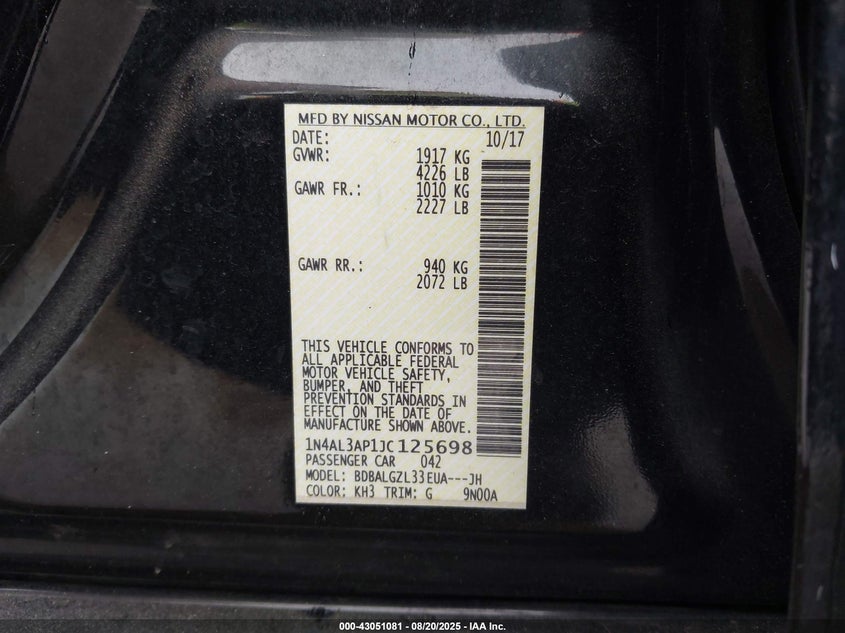 MFD BY NISSAN MOTOR CO., LTD.
DATE: 10/17
GVWR: 1917 KG
4226 LB
GAWR FR.: 1010 KG
2227 LB
GAWR RR.: 940 KG
2072 LB
THIS VEHICLE CONFORMS TO
ALL APPLICABLE FEDERAL
MOTOR VEHICLE SAFETY,
BUMPER, AND THEFT
PREVENTION STANDARDS IN
EFFECT ON THE DATE OF
MANUFACTURE SHOWN ABOVE.
1N4AL3AP1JC125698
PASSENGER CAR 042
MODEL: BDBALGZL33EUA---JH
COLOR: KH3 TRIM: G 9N00A
000-43051081 - 08/20/2025 - IAA Inc.